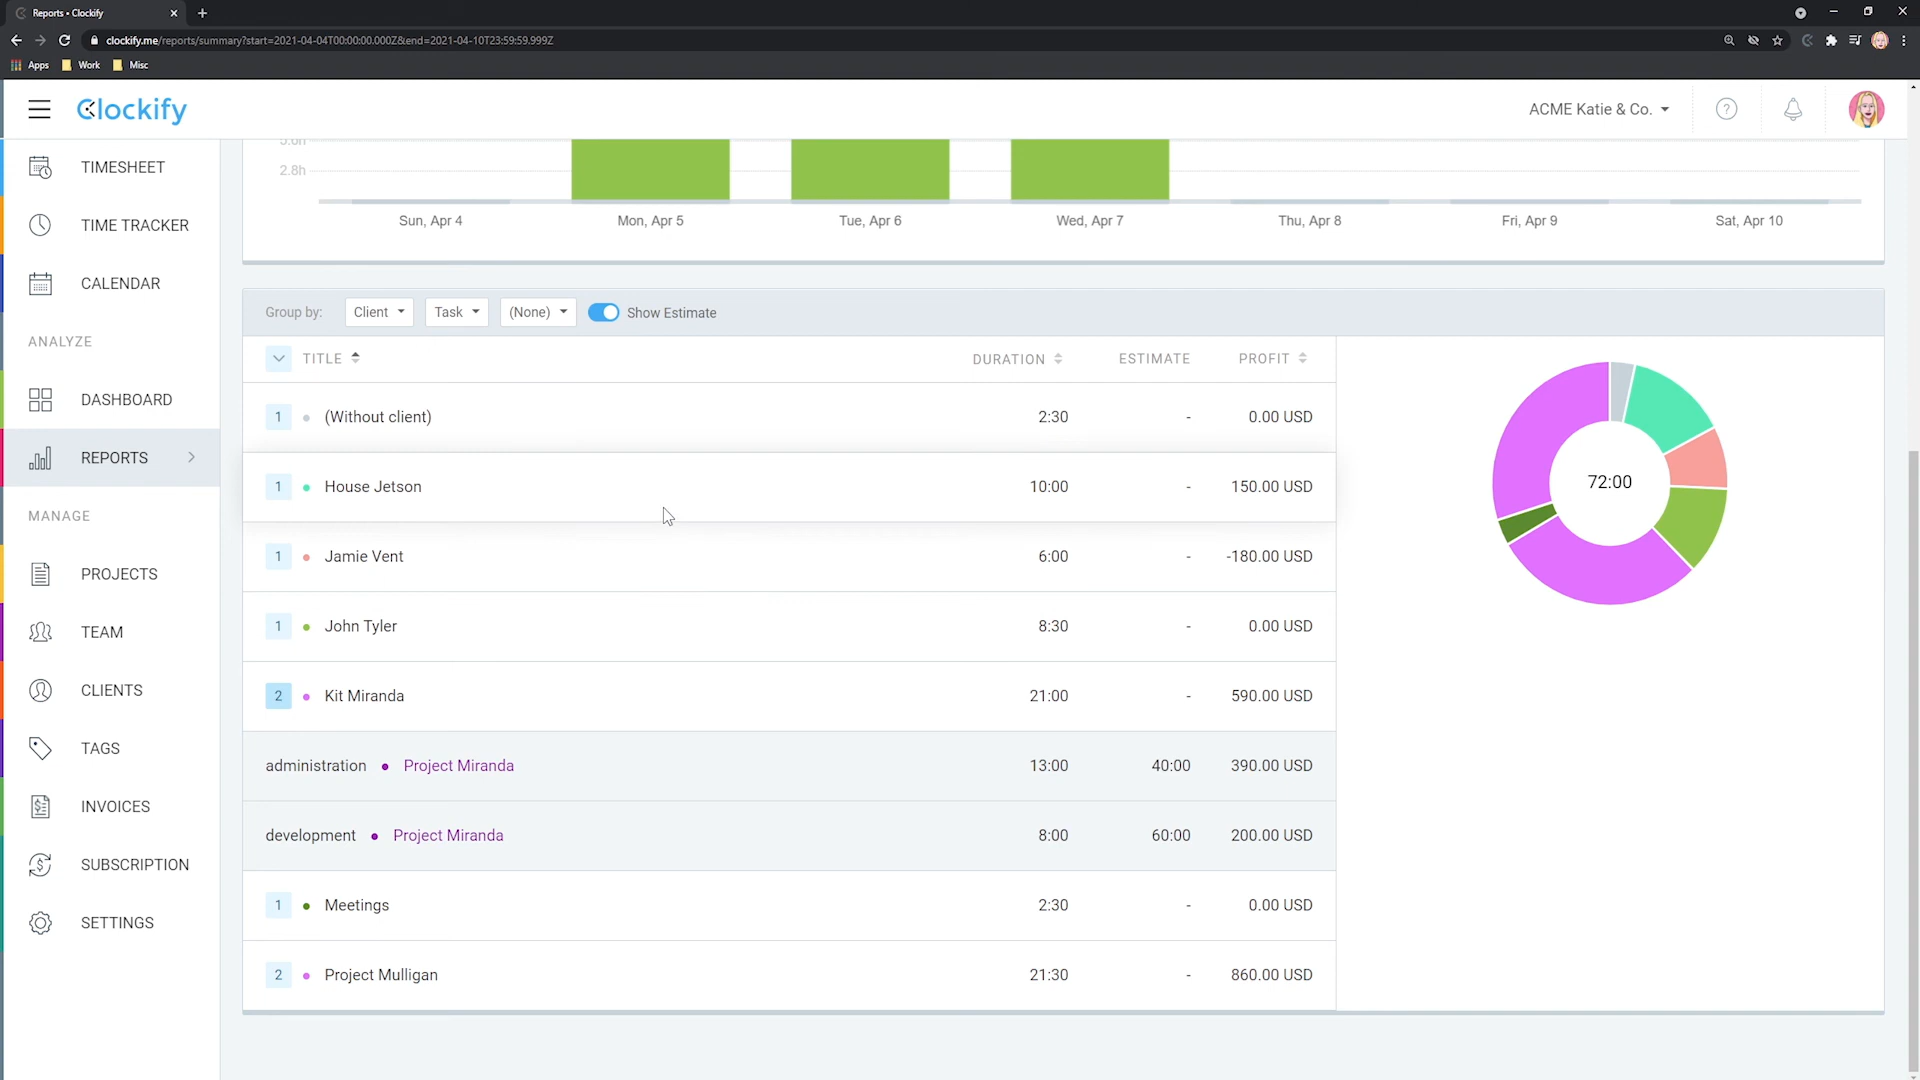 Reports • Clockify
clockify.me/reports/summary?start=2021-04-04T00:00:00.000Z&end=2021-04-10T23:59:59.999Z
Apps Work Misc
Clockify
ACME Katie & Co.
?
TIMESHEET
TIME TRACKER
CALENDAR
ANALYZE
DASHBOARD
REPORTS
MANAGE
PROJECTS
TEAM
CLIENTS
TAGS
INVOICES
SUBSCRIPTION
SETTINGS
5.6h
2.8h
Sun, Apr 4 Mon, Apr 5 Tue, Apr 6 Wed, Apr 7 Thu, Apr 8 Fri, Apr 9 Sat, Apr 10
Group by: Client Task (None) Show Estimate
TITLE DURATION ESTIMATE PROFIT
1 (Without client) 2:30 - 0.00 USD
1 House Jetson 10:00 - 150.00 USD
1 Jamie Vent 6:00 - -180.00 USD
1 John Tyler 8:30 - 0.00 USD
2 Kit Miranda 21:00 - 590.00 USD
administration • Project Miranda 13:00 40:00 390.00 USD
development • Project Miranda 8:00 60:00 200.00 USD
1 Meetings 2:30 - 0.00 USD
2 Project Mulligan 21:30 - 860.00 USD
72:00